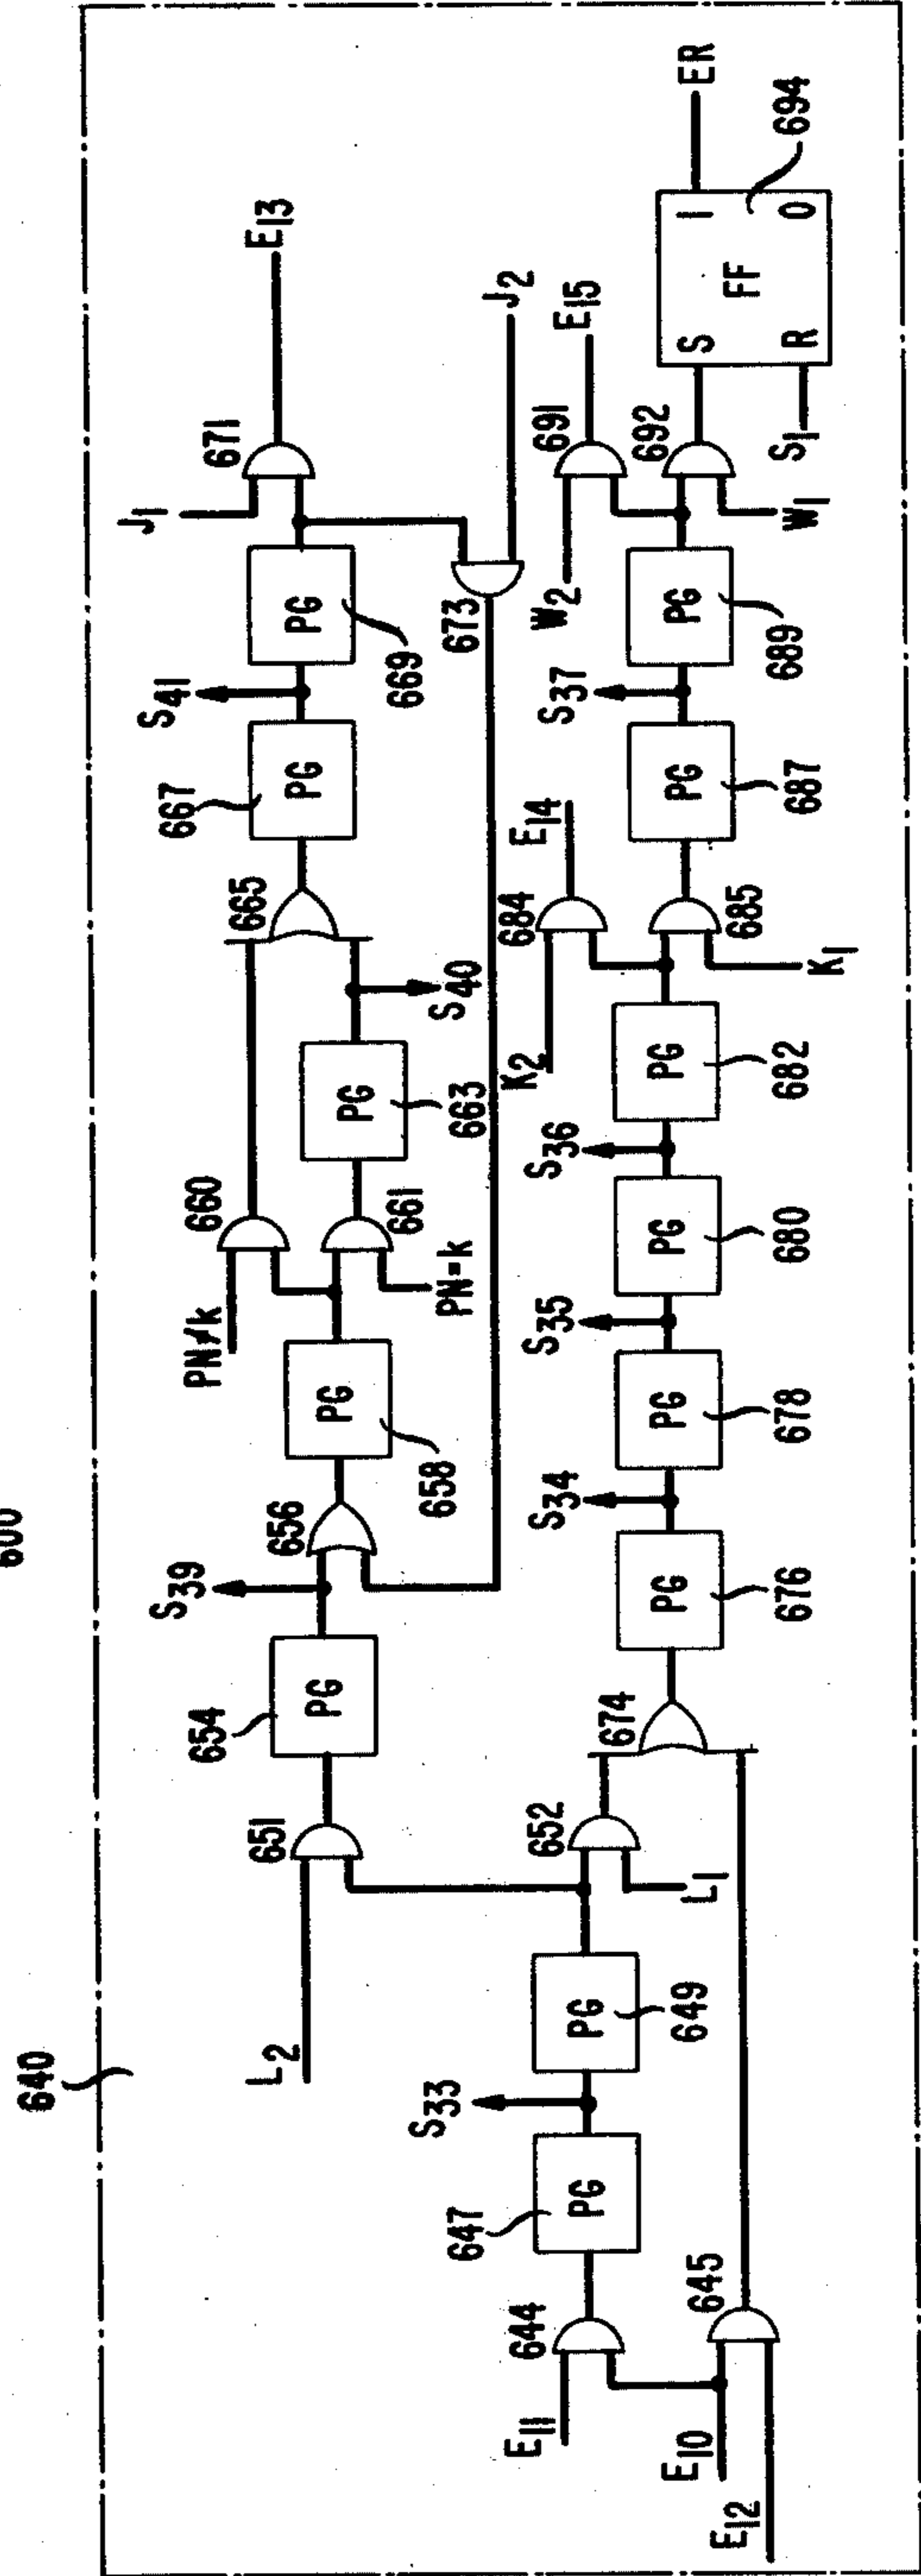 640
L2
651
654
PG
S39
656
658
PG
PN≠k
660
661
PN=k
663
PG
S40
665
667
PG
S41
669
PG
J1
671
E13
673
J2
E11
E10
E12
644
645
647
PG
S33
649
PG
652
L1
674
676
PG
S34
678
PG
S35
680
PG
S36
682
PG
K2
684
E14
685
K1
687
PG
S37
689
PG
W2
691
E15
692
W1
S1
S
R
FF
1
0
694
ER